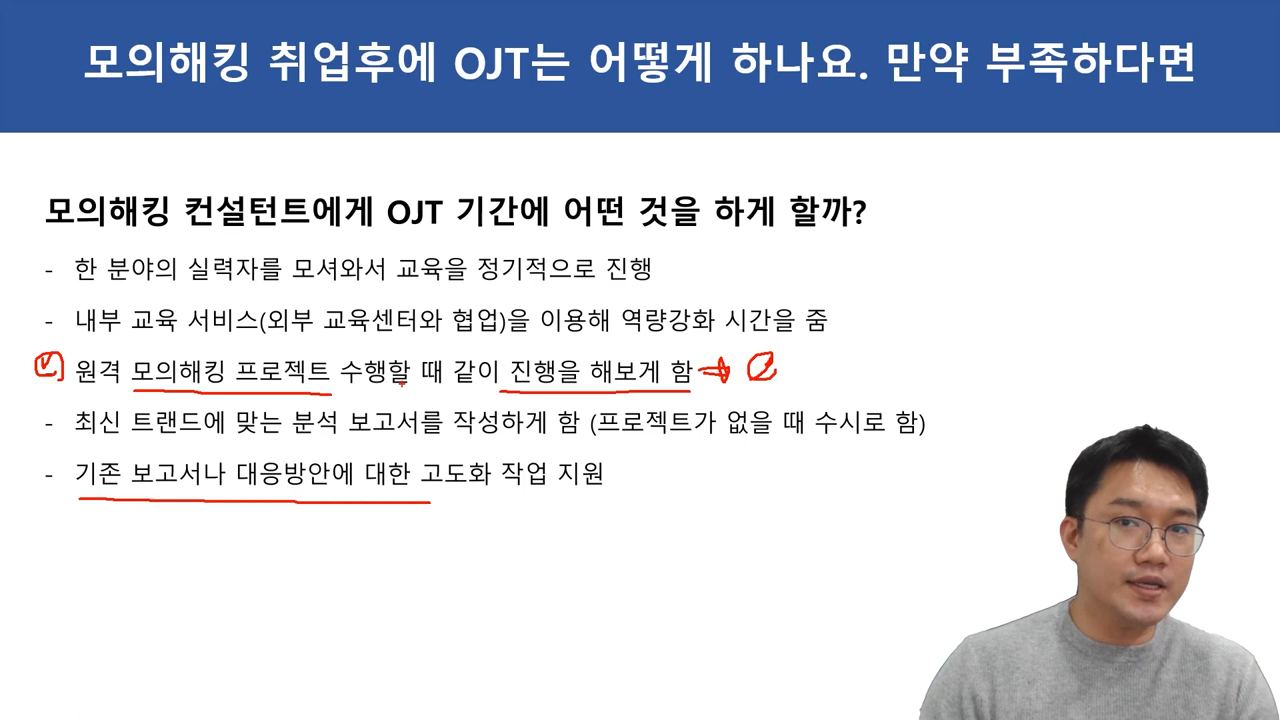 모의해킹 취업후에 OJT는 어떻게 하나요. 만약 부족하다면
모의해킹 컨설턴트에게 OJT 기간에 어떤 것을 하게 할까?
- 한 분야의 실력자를 모셔와서 교육을 정기적으로 진행
- 내부 교육 서비스(외부 교육센터와 협업)을 이용해 역량강화 시간을 줌
원격 모의해킹 프로젝트 수행할 때 같이 진행을 해보게 함
- 최신 트랜드에 맞는 분석 보고서를 작성하게 함 (프로젝트가 없을 때 수시로 함)
- 기존 보고서나 대응방안에 대한 고도화 작업 지원